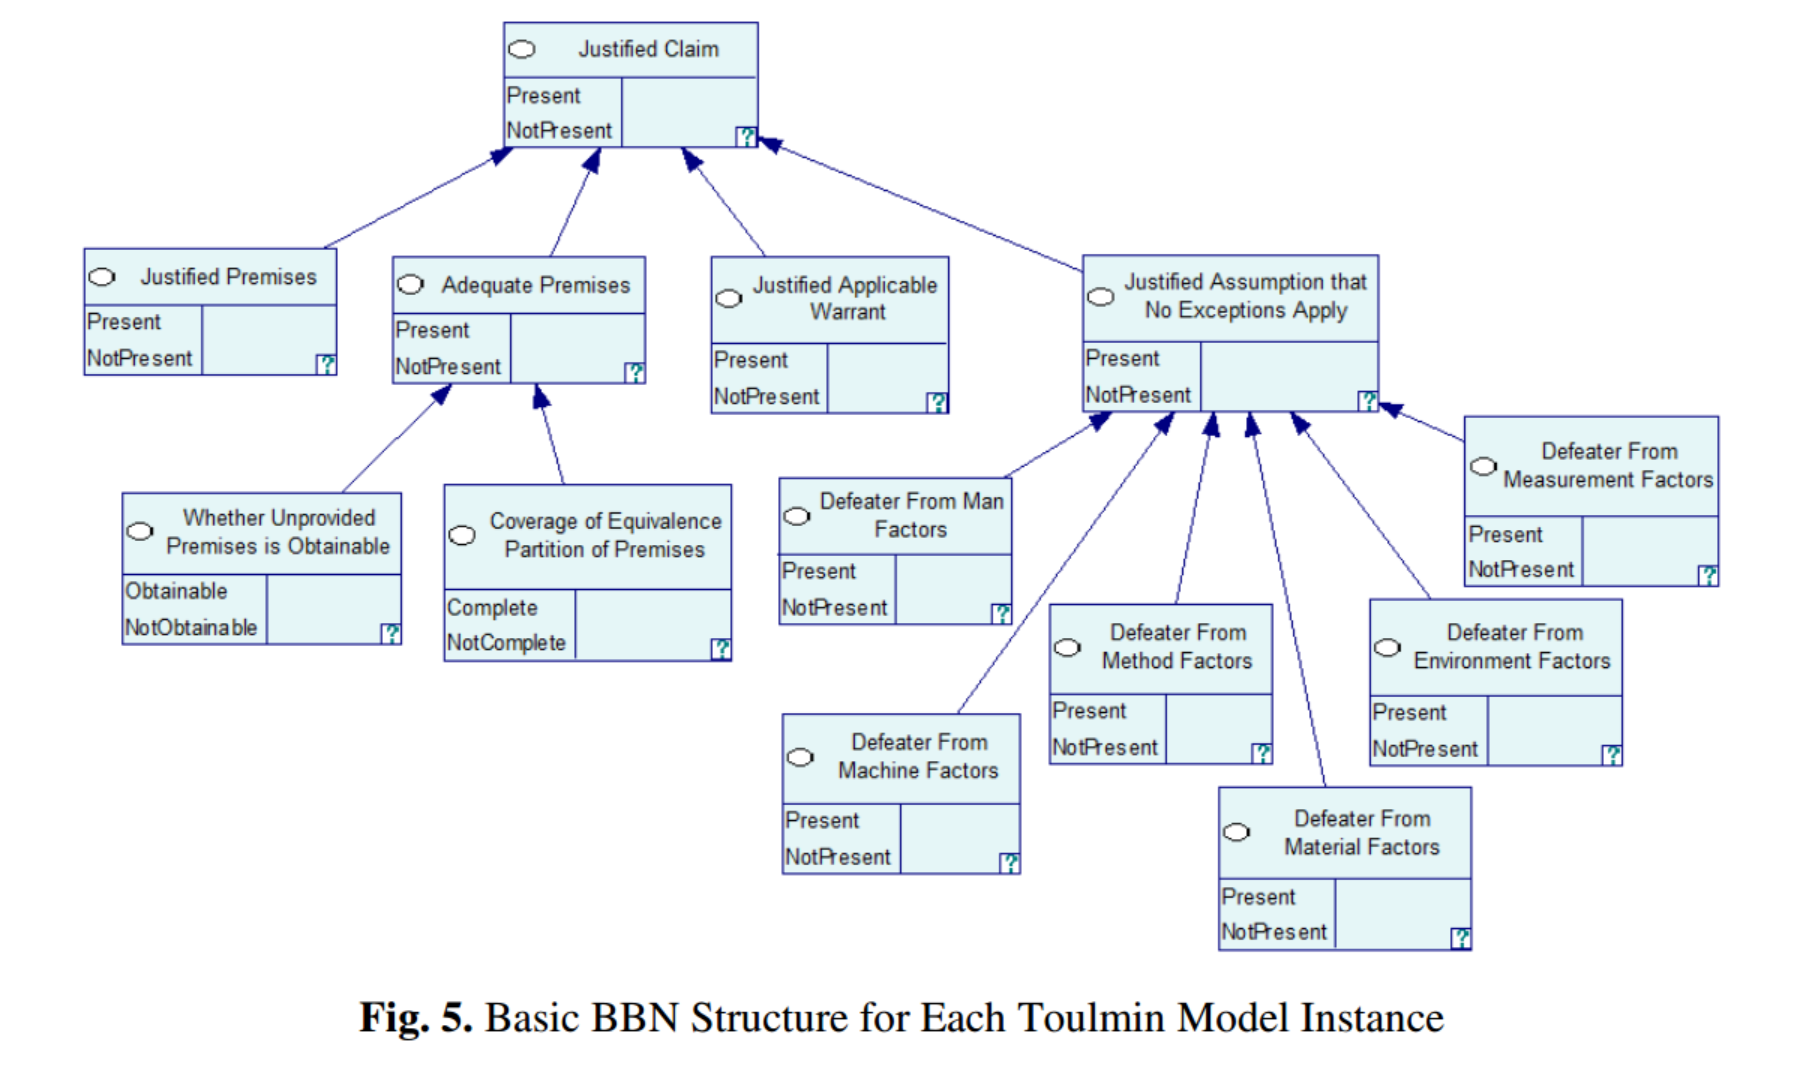 Justified Claim
Present
NotPresent
?
Justified Premises
Present
NotPresent
?
Adequate Premises
Present
NotPresent
?
Justified Applicable
Warrant
Present
NotPresent
?
Justified Assumption that
No Exceptions Apply
Present
NotPresent
?
Whether Unprovided
Premises is Obtainable
Obtainable
NotObtainable
?
Coverage of Equivalence
Partition of Premises
Complete
NotComplete
?
Defeater From Man
Factors
Present
NotPresent
?
Defeater From
Measurement Factors
Present
NotPresent
?
Defeater From
Machine Factors
Present
NotPresent
?
Defeater From
Method Factors
Present
NotPresent
?
Defeater From
Environment Factors
Present
NotPresent
?
Defeater From
Material Factors
Present
NotPresent
?
Fig. 5. Basic BBN Structure for Each Toulmin Model Instance